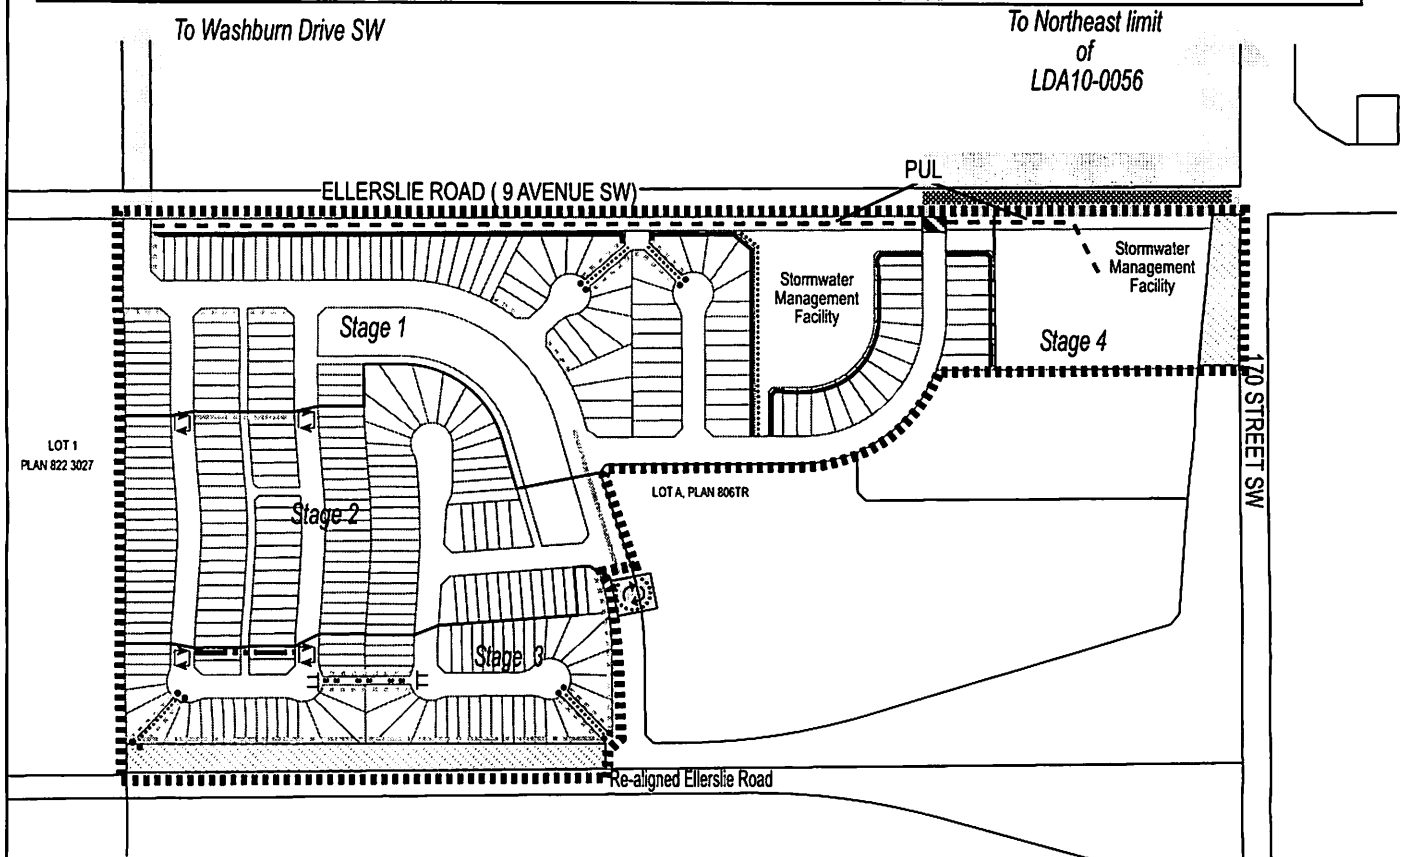 To Washburn Drive SW
To Northeast limit
of
LDA10-0056
PUL
ELLERSLIE ROAD ( 9 AVENUE SW)
Stormwater
Management
Facility
Stormwater
Management
Facility
Stage 1
Stage 4
170 STREET SW
LOT 1
PLAN 822 3027
LOT A, PLAN 806TR
Stage 2
Stage 3
Re-aligned Ellerslie Road